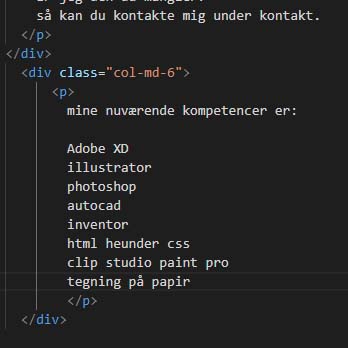 så kan du kontakte mig under kontakt.
</p>
</div>
<div class="col-md-6">
<p>
mine nuværende kompetencer er:
Adobe XD
illustrator
photoshop
autocad
inventor
html heunder css
clip studio paint pro
tegning på papir
</p>
</div>